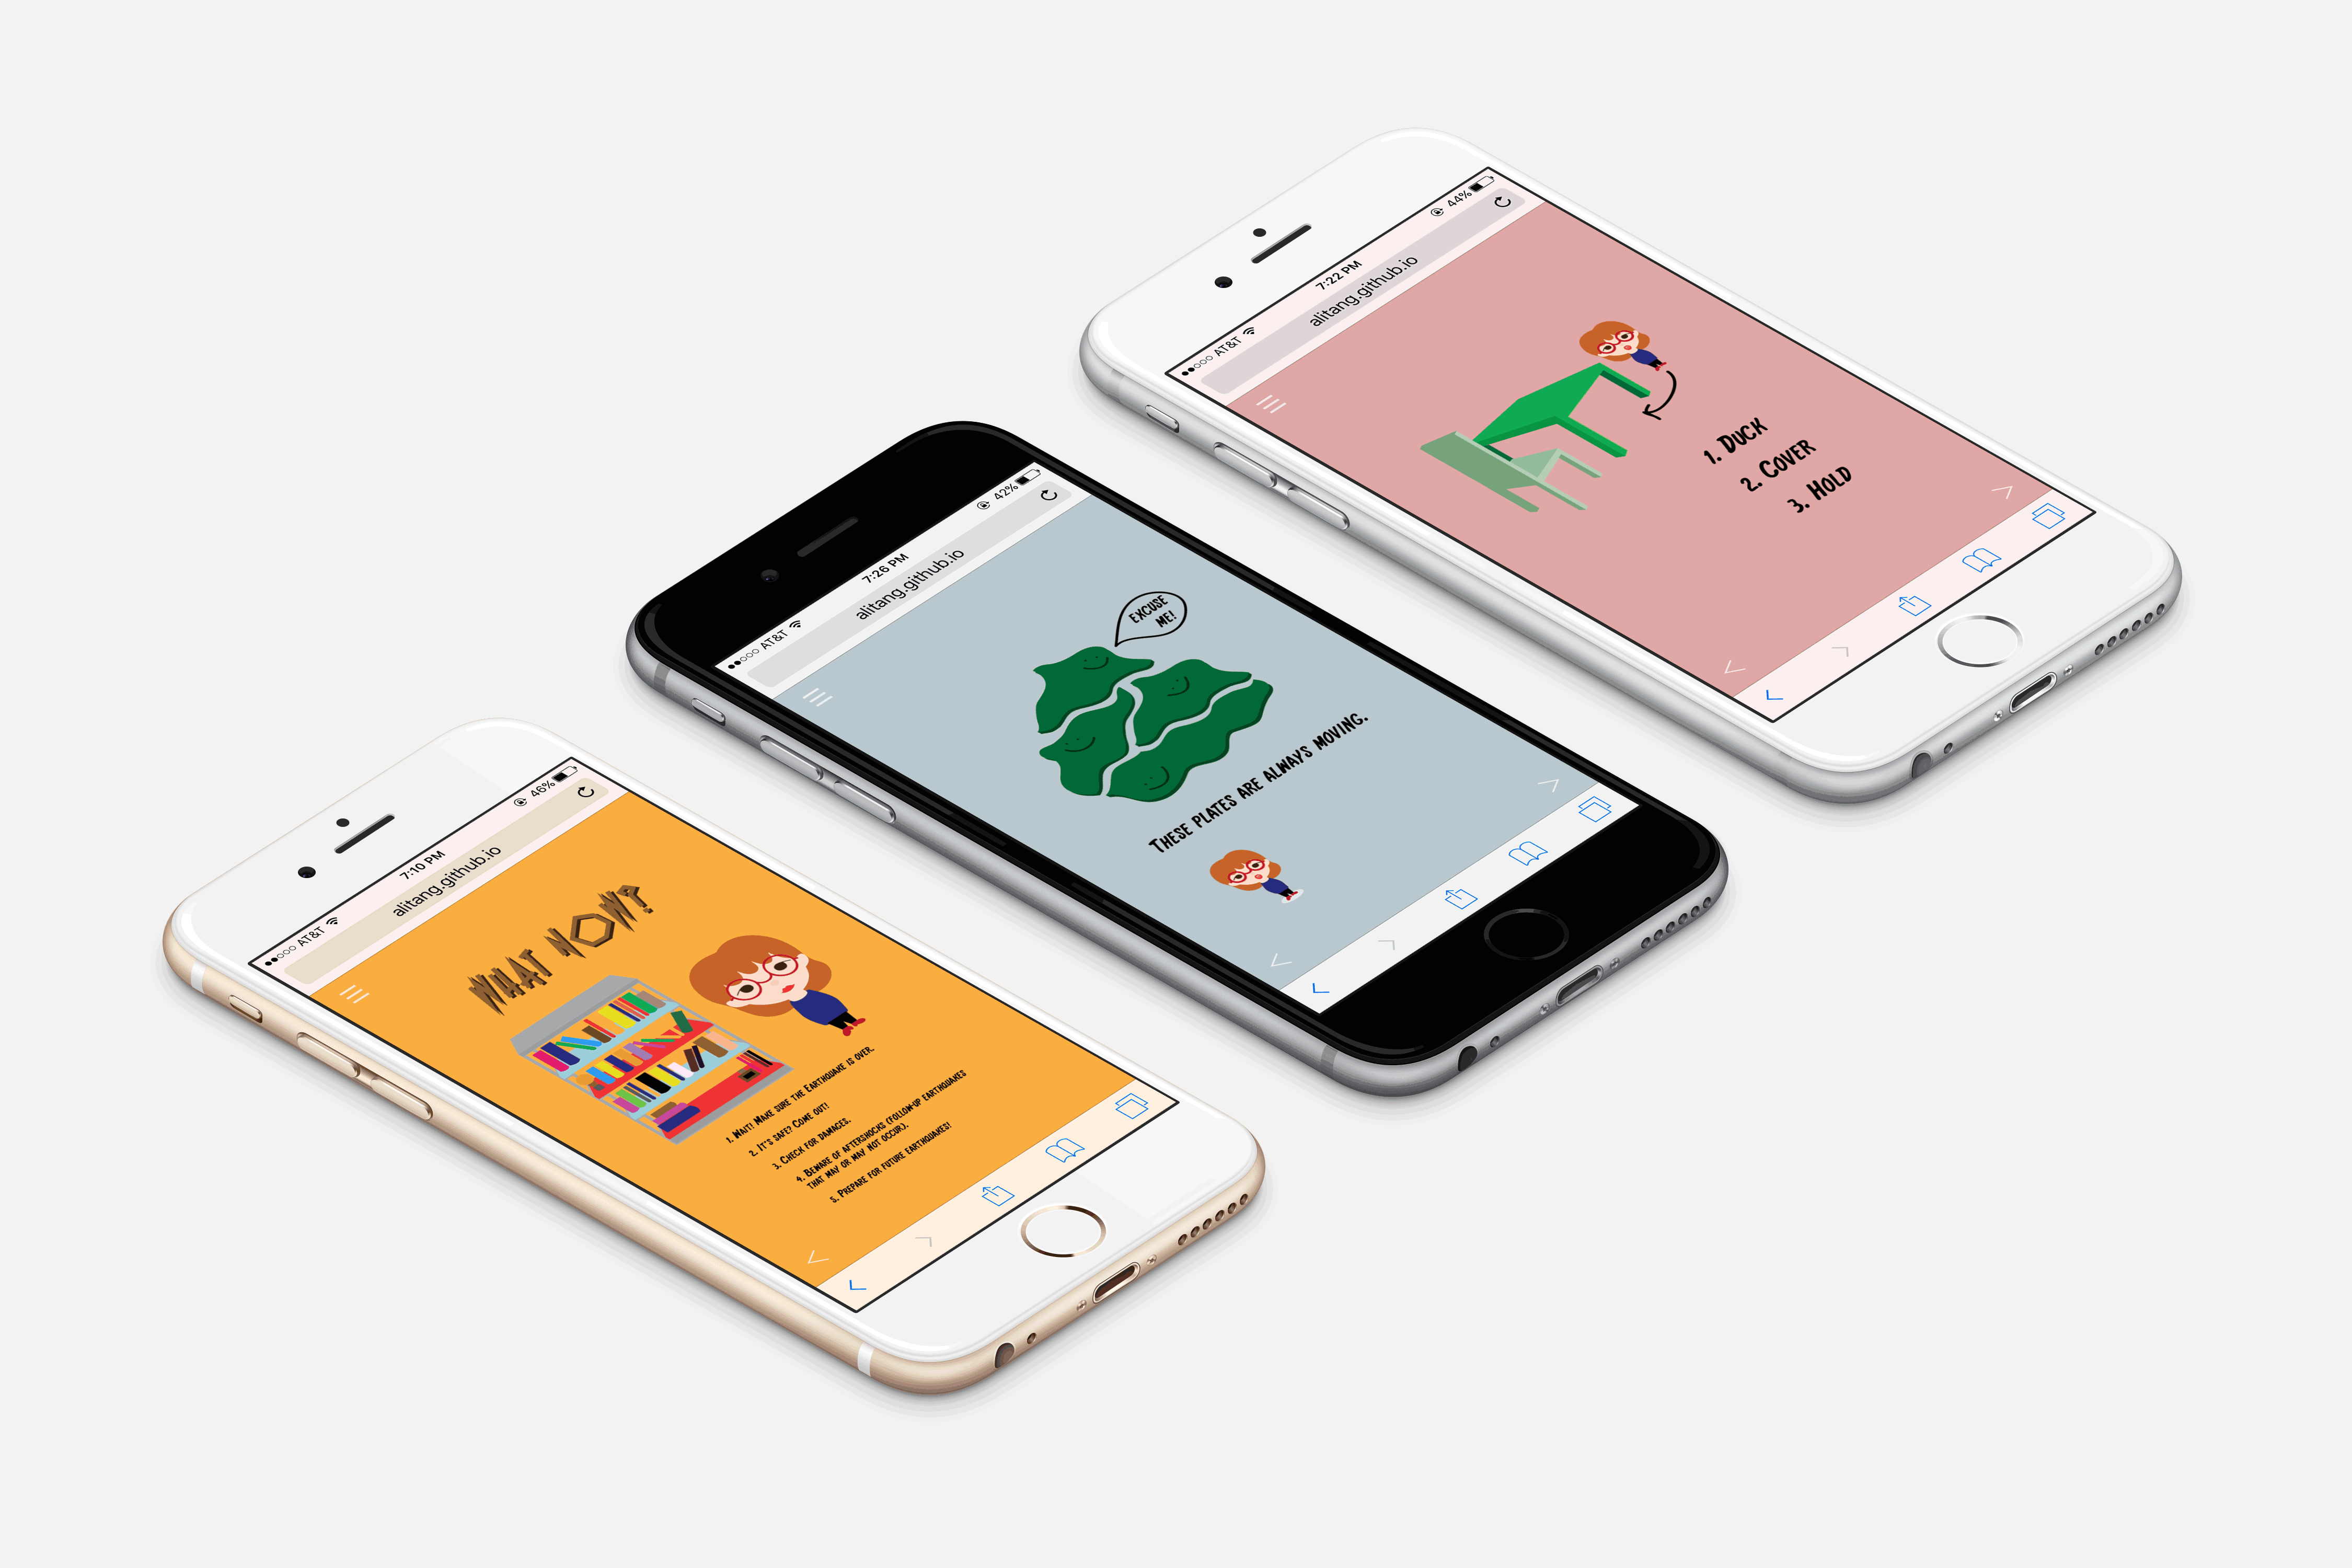 AT&T 7:10 PM 46%
alitang.github.io
WHAT NOW?
1. WAIT! MAKE SURE THE EARTHQUAKE IS OVER.
2. IT'S SAFE? COME OUT!
3. CHECK FOR DAMAGES.
4. BEWARE OF AFTERSHOCKS (FOLLOW-UP EARTHQUAKES
THAT MAY OR MAY NOT OCCUR).
5. PREPARE FOR FUTURE EARTHQUAKES!
AT&T 7:26 PM 42%
alitang.github.io
EXCUSE
ME!
THESE PLATES ARE ALWAYS MOVING.
AT&T 7:22 PM 44%
alitang.github.io
1. DUCK
2. COVER
3. HOLD